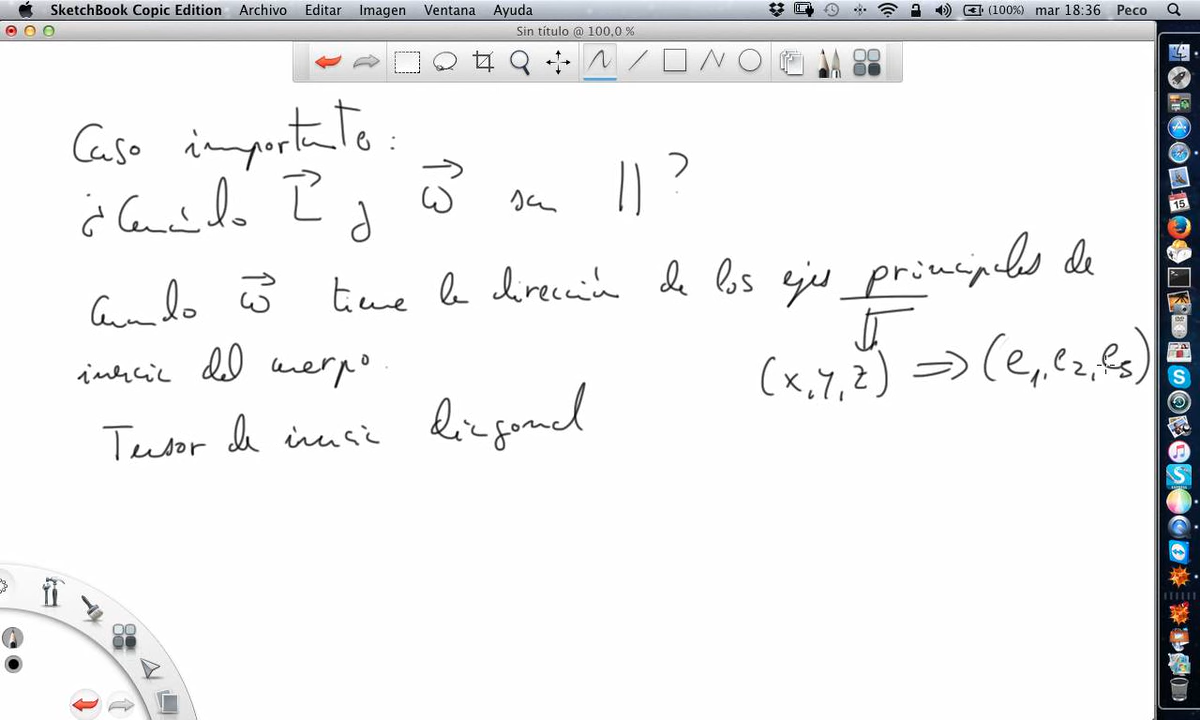 SketchBook Copic Edition Archivo Editar Imagen Ventana Ayuda (100%) mar 18:36 Peco
Sin título @ 100,0 %
Caso importante:
¿Cuándo L⃗ y ω⃗ son || ?
Cuando ω⃗ tiene la dirección de los ejes principales de
inercia del cuerpo.
(x,y,z) ⇒ (e₁,e₂,e₃)
Tensor de inercia diagonal
15